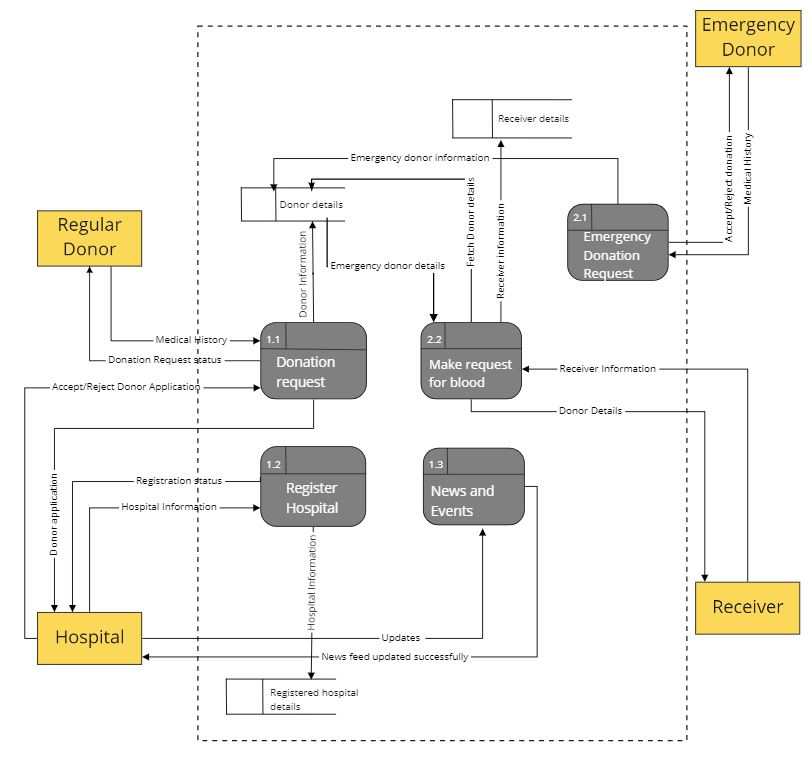 Emergency
Donor
Receiver details
Emergency donor information
Accept/Reject donation
Medical History
Fetch Donor details
Donor details
2.1
Emergency
Donation
Request
Regular
Donor
Donor Information
Receiver information
Emergency donor details
Medical History
1.1
Donation
request
2.2
Make request
for blood
Donation Request status
Receiver Information
Accept/Reject Donor Application
Donor Details
1.2
Register
Hospital
1.3
News and
Events
Registration status
Hospital Information
Donor application
Hospital Information
Hospital
Receiver
Updates
News feed updated successfully
Registered hospital
details